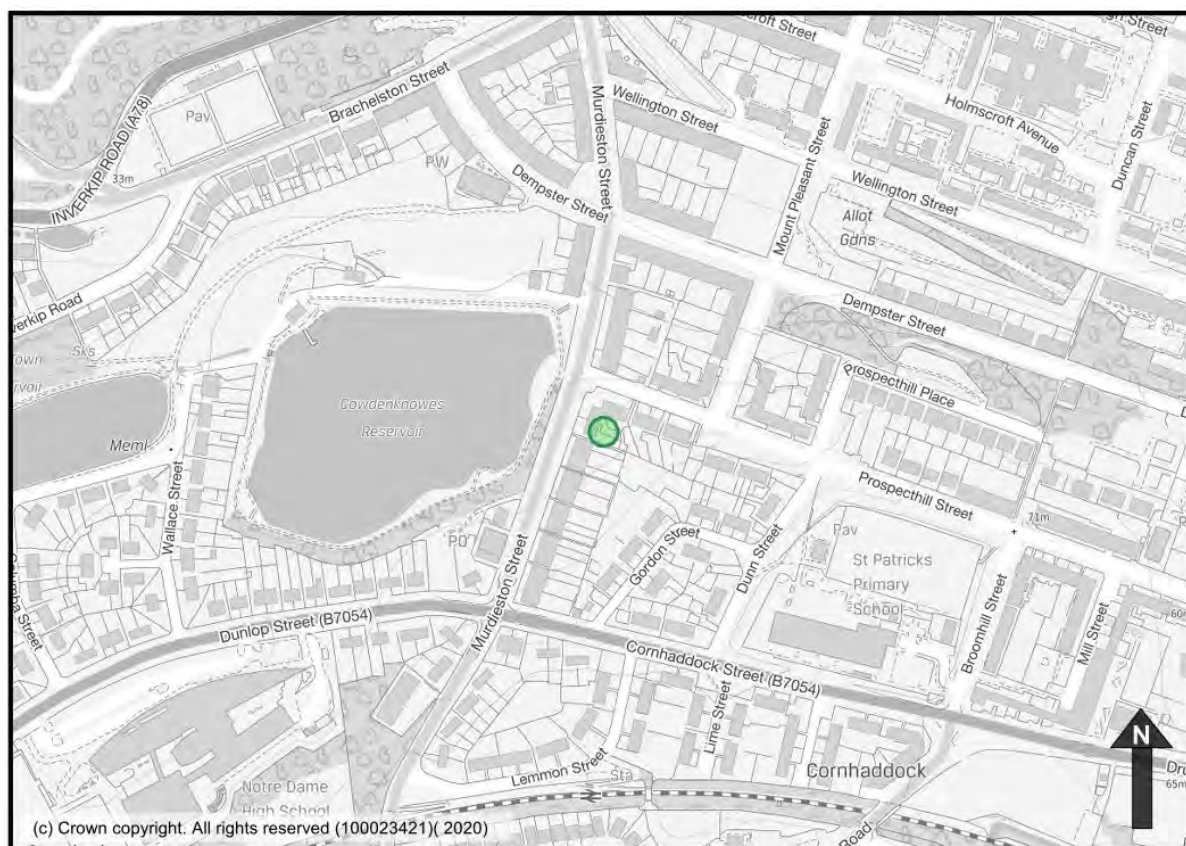 Brachelston Street
Murdieston Street
Wellington Street
Holmscroft Avenue
Duncan Street
Pav
INVERKIP ROAD (A78)
33m
PW
Dempster Street
Mount Pleasant Street
Wellington Street
Allot
Gdns
Dempster Street
Sks
Meml
Cowdenknowes
Reservoir
Prospecthill Place
Wallace Street
Prospecthill Street
71m
PO
Gordon Street
Dunn Street
Pav
St Patricks
Primary
School
Murdieston Street
Broomhill Street
Mill Street
Dunlop Street (B7054)
Cornhaddock Street (B7054)
Lime Street
N
Lemmon Street
Sta
Cornhaddock
65m
Notre Dame
High School
Road
(c) Crown copyright. All rights reserved (100023421)( 2020)